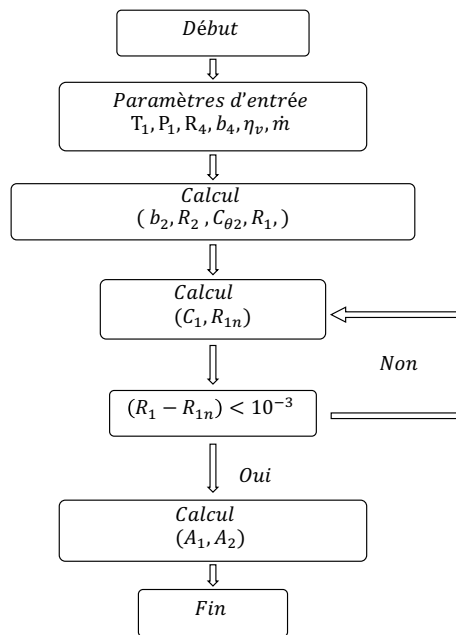 Début
Paramètres d'entrée
T₁, P₁, R₄, b₄, ηᵥ, ṁ
Calcul
( b₂, R₂ , C_θ2, R₁, )
Calcul
(C₁, R₁ₙ)
Non
(R₁ − R₁ₙ) < 10⁻³
Oui
Calcul
(A₁, A₂)
Fin